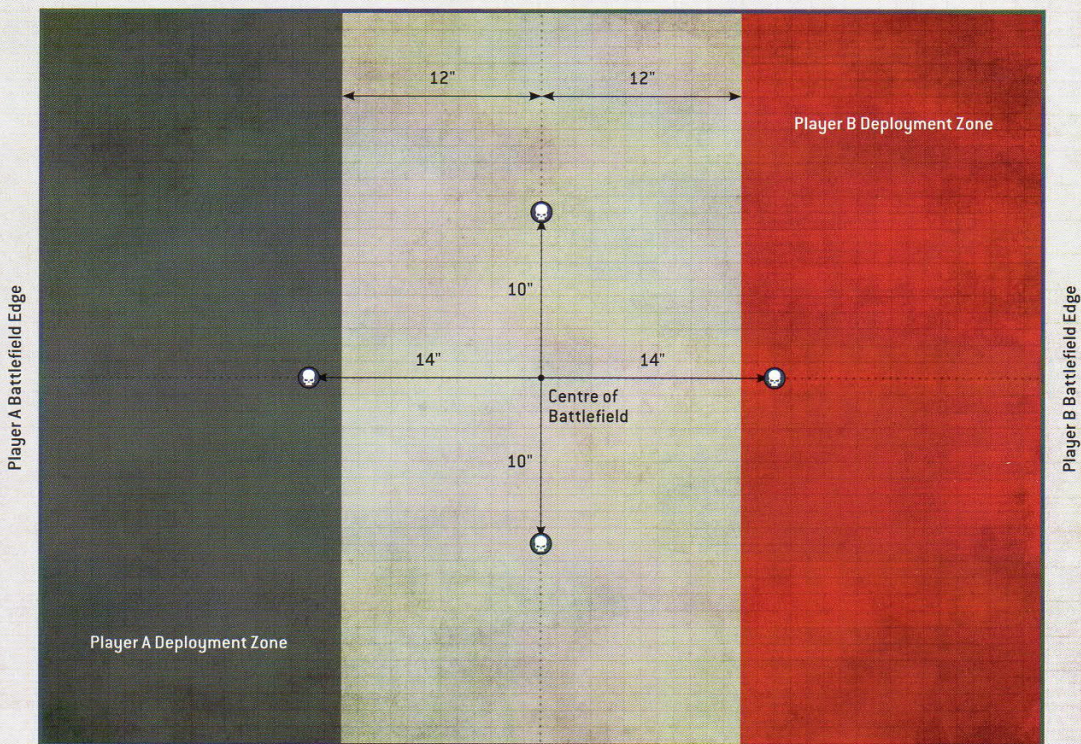 12" 12"
Player B Deployment Zone
10"
14" 14"
Centre of
Battlefield
10"
Player A Deployment Zone
Player A Battlefield Edge
Player B Battlefield Edge